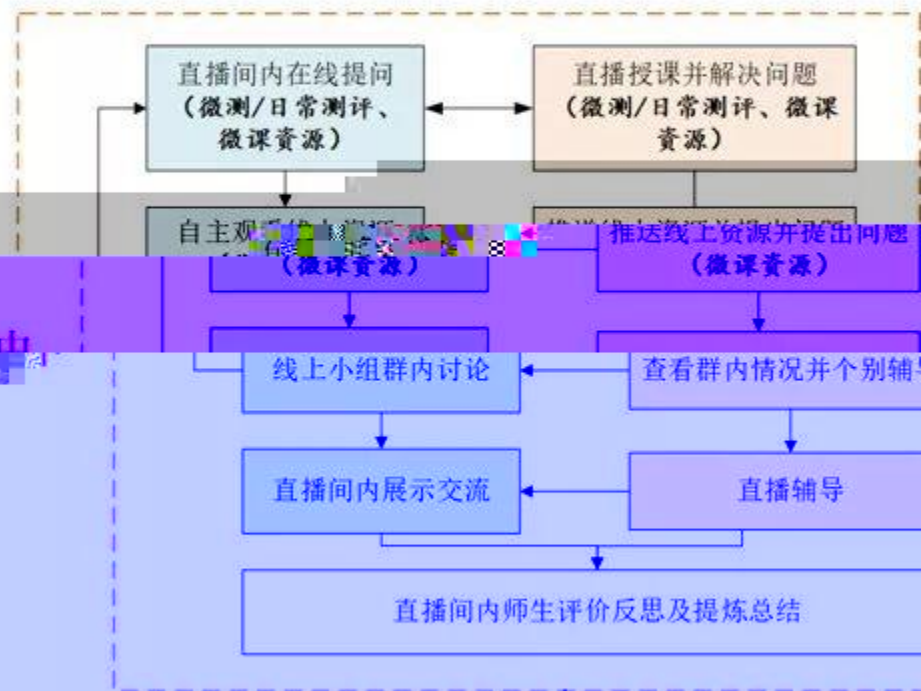 直播间内在线提问
（微测/日常测评、
微课资源）
直播授课并解决问题
（微测/日常测评、微课
资源）
自主观
（微课资源）
推送线上资源并提出问题
（微课资源）
线上小组群内讨论
查看群内情况并个别辅
直播间内展示交流
直播辅导
直播间内师生评价反思及提炼总结